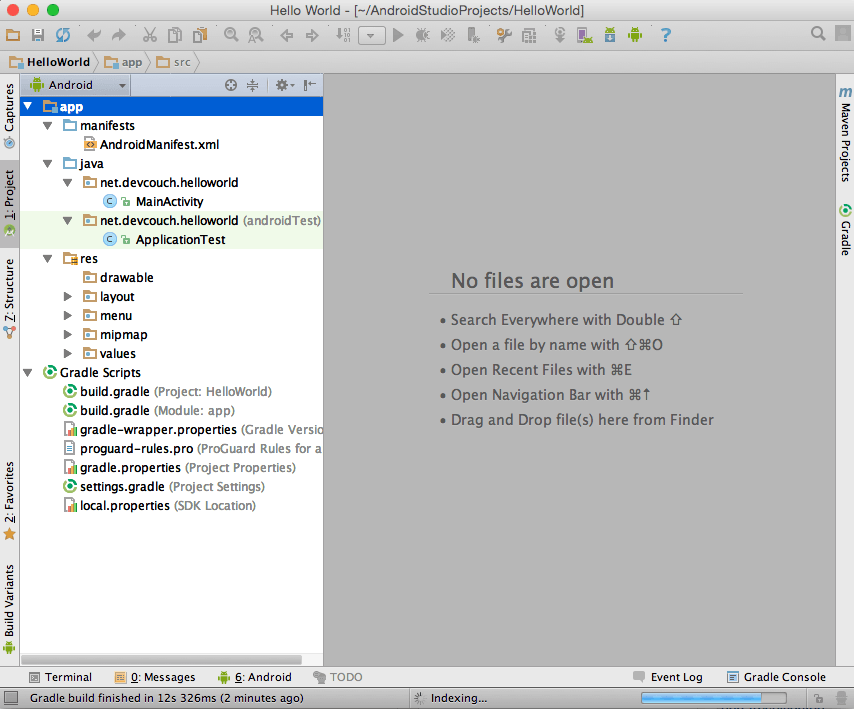 Hello World - [~/AndroidStudioProjects/HelloWorld]
HelloWorld app src
Android
app
manifests
AndroidManifest.xml
java
net.devcouch.helloworld
MainActivity
net.devcouch.helloworld (androidTest)
ApplicationTest
res
drawable
layout
menu
mipmap
values
Gradle Scripts
build.gradle (Project: HelloWorld)
build.gradle (Module: app)
gradle-wrapper.properties (Gradle Versio
proguard-rules.pro (ProGuard Rules for a
gradle.properties (Project Properties)
settings.gradle (Project Settings)
local.properties (SDK Location)
Captures
1: Project
7: Structure
2: Favorites
Build Variants
No files are open
• Search Everywhere with Double ⇧
• Open a file by name with ⇧⌘O
• Open Recent Files with ⌘E
• Open Navigation Bar with ⌘↑
• Drag and Drop file(s) here from Finder
m Maven Projects
Gradle
Terminal 0: Messages 6: Android TODO Event Log Gradle Console
Gradle build finished in 12s 326ms (2 minutes ago) Indexing...